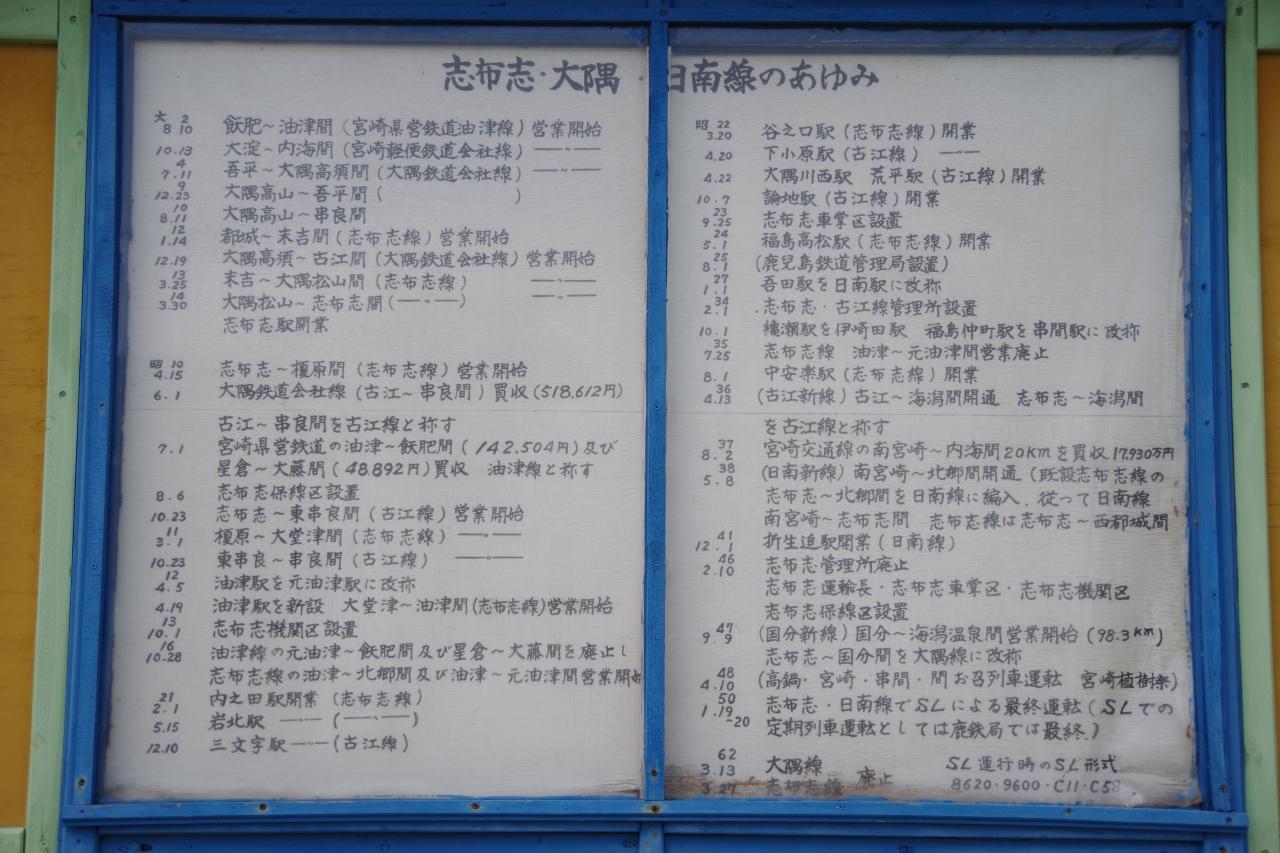 志布志・大隅 日南線のあゆみ
大 2
8 10 飫肥～油津間(宮崎県営鉄道油津線)営業開始
10.13 大淀～内海間(宮崎軽便鉄道会社線) ―〃―
4
7.11 吾平～大隅高須間(大隅鉄道会社線) ―〃―
9
12.23 大隅高山～吾平間( )
10
8.11 大隅高山～串良間
12
1.14 都城～末吉間(志布志線)営業開始
12.19 大隅高須～古江間(大隅鉄道会社線)営業開始
13
3.25 末吉～大隅松山間(志布志線) ―〃―
14
3.30 大隅松山～志布志間(―〃―) ―〃―
志布志駅開業
昭 10
4.15 志布志～榎原間(志布志線)営業開始
6.1 大隅鉄道会社線(古江～串良間)買収(518.612円)
古江～串良間を古江線と称す
7.1 宮崎県営鉄道の油津～飫肥間(142.504円)及び
星倉～大藤間(48.892円)買収 油津線と称す
8.6 志布志保線区設置
10.23 志布志～東串良間(古江線)営業開始
11
3.1 榎原～大堂津間(志布志線) ―〃―
10.23 東串良～串良間(古江線) ―〃―
12
4.5 油津駅を元油津駅に改称
4.19 油津駅を新設 大堂津～油津間(志布志線)営業開始
13
10.1 志布志機関区設置
16
10.28 油津線の元油津～飫肥間及び星倉～大藤間を廃止し
志布志線の油津～北郷間及び油津～元油津間営業開始
21
2.1 内之田駅開業(志布志線)
5.15 岩北駅 ―〃―(―〃―)
12.10 三文字駅―〃―(古江線)
昭 22
3.20 谷之口駅(志布志線)開業
4.20 下小原駅(古江線) ―〃―
4.22 大隅川西駅 荒平駅(古江線)開業
10.7 論地駅(古江線)開業
23
9.25 志布志車掌区設置
24
5.1 福島高松駅(志布志線)開業
25
8.1 (鹿児島鉄道管理局設置)
27
1.1 吾田駅を日南駅に改称
34
2.1 志布志・古江線管理所設置
10.1 櫃瀬駅を伊崎田駅 福島仲町駅を串間駅に改称
35
7.25 志布志線 油津～元油津間営業廃止
8.1 中安楽駅(志布志線)開業
36
4.13 (古江新線)古江～海潟間開通 志布志～海潟間
を古江線と称す
37
8.2 宮崎交通線の南宮崎～内海間20kmを買収17,930万円
38
5.8 (日南新線)南宮崎～北郷間開通(既設志布志線の
志布志～北郷間を日南線に編入、従って日南線
南宮崎～志布志間 志布志線は志布志～西都城間
41
12.1 折生迫駅開業(日南線)
46
2.10 志布志管理所廃止
志布志運輸長・志布志車掌区・志布志機関区
志布志保線区設置
47
9.9 (国分新線)国分～海潟温泉間営業開始(98.3km)
志布志～国分間を大隅線に改称
48
4.10 (高鍋・宮崎・串間・間お召列車運転 宮崎植樹祭)
50
1.19 志布志・日南線でSLによる最終運転(SLでの
-20 定期列車運転としては鹿鉄局では最終。)
62
3.13 大隅線 廃止 SL運行時のSL形式
3.27 志布志線 8620・9600・C11・C58